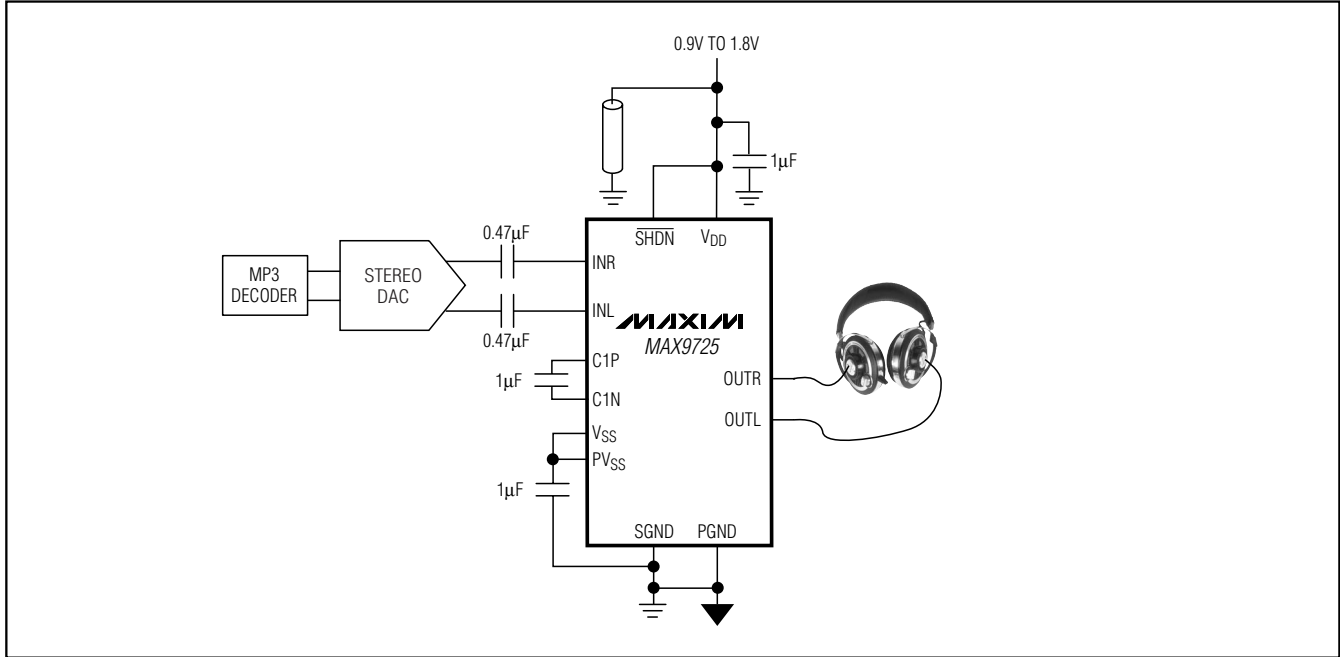 0.9V TO 1.8V
1μF
SHDN
VDD
0.47μF
INR
MP3
DECODER
STEREO
DAC
INL
0.47μF
MAXIM
MAX9725
C1P
1μF
C1N
OUTR
OUTL
VSS
PVSS
1μF
SGND
PGND